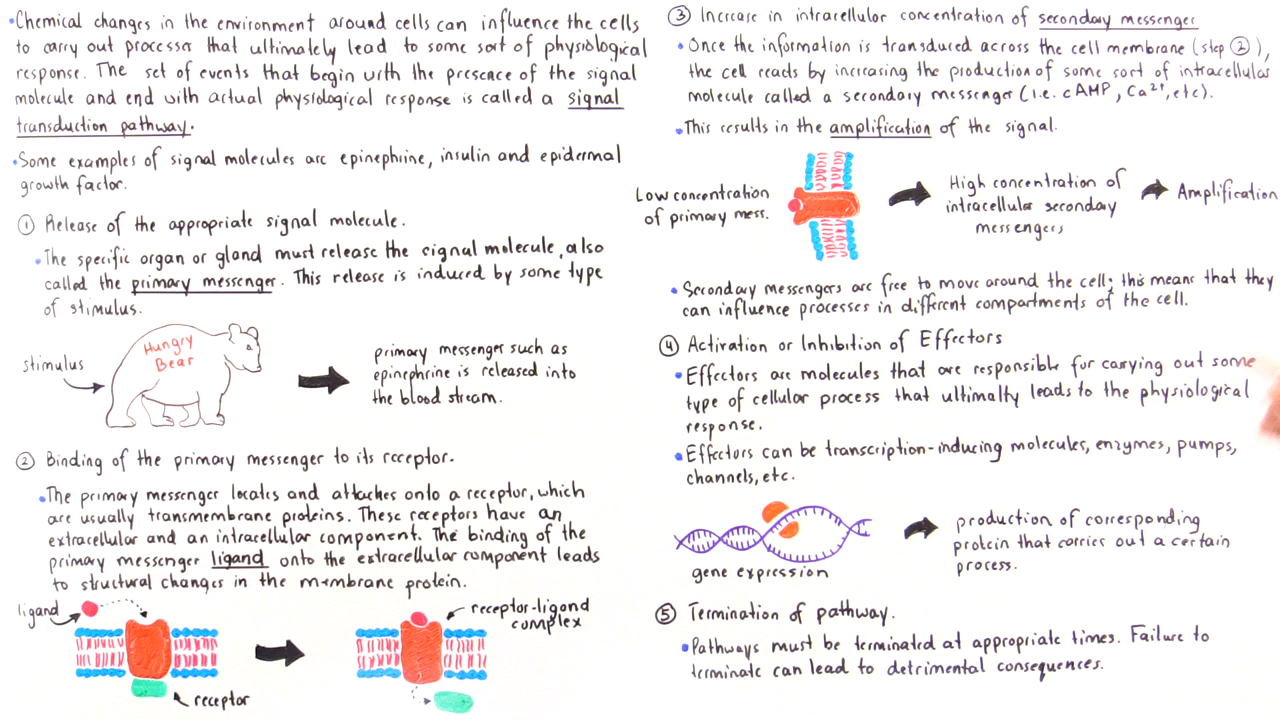 •Chemical changes in the environment around cells can influence the cells
to carry out processes that ultimately lead to some sort of physiological
response. The set of events that begin with the presence of the signal
molecule and end with actual physiological response is called a signal
transduction pathway.
•Some examples of signal molecules are epinephrine, insulin and epidermal
growth factor.
① Release of the appropriate signal molecule.
•The specific organ or gland must release the signal molecule, also
called the primary messenger. This release is induced by some type
of stimulus.
stimulus
Hungry
Bear
primary messenger such as
epinephrine is released into
the blood stream.
② Binding of the primary messenger to its receptor.
•The primary messenger locates and attaches onto a receptor, which
are usually transmembrane proteins. These receptors have an
extracellular and an intracellular component. The binding of the
primary messenger ligand onto the extracellular component leads
to structural changes in the membrane protein.
ligand
receptor
receptor-ligand
complex
③ Increase in intracellular concentration of secondary messenger
•Once the information is transduced across the cell membrane (step ②),
the cell reads by increasing the production of some sort of intracellular
molecule called a secondary messenger (i.e. cAMP, Ca²⁺, etc).
•This results in the amplification of the signal.
Low concentration
of primary mess.
High concentration of
intracellular secondary
messengers
Amplification
•Secondary messengers are free to move around the cell; this means that they
can influence processes in different compartments of the cell.
④ Activation or Inhibition of Effectors
•Effectors are molecules that are responsible for carrying out some
type of cellular process that ultimalty leads to the physiological
response.
•Effectors can be transcription-inducing molecules, enzymes, pumps,
channels, etc.
gene expression
production of corresponding
protein that carries out a certain
process.
⑤ Termination of pathway.
•Pathways must be terminated at appropriate times. Failure to
terminate can lead to detrimental consequences.